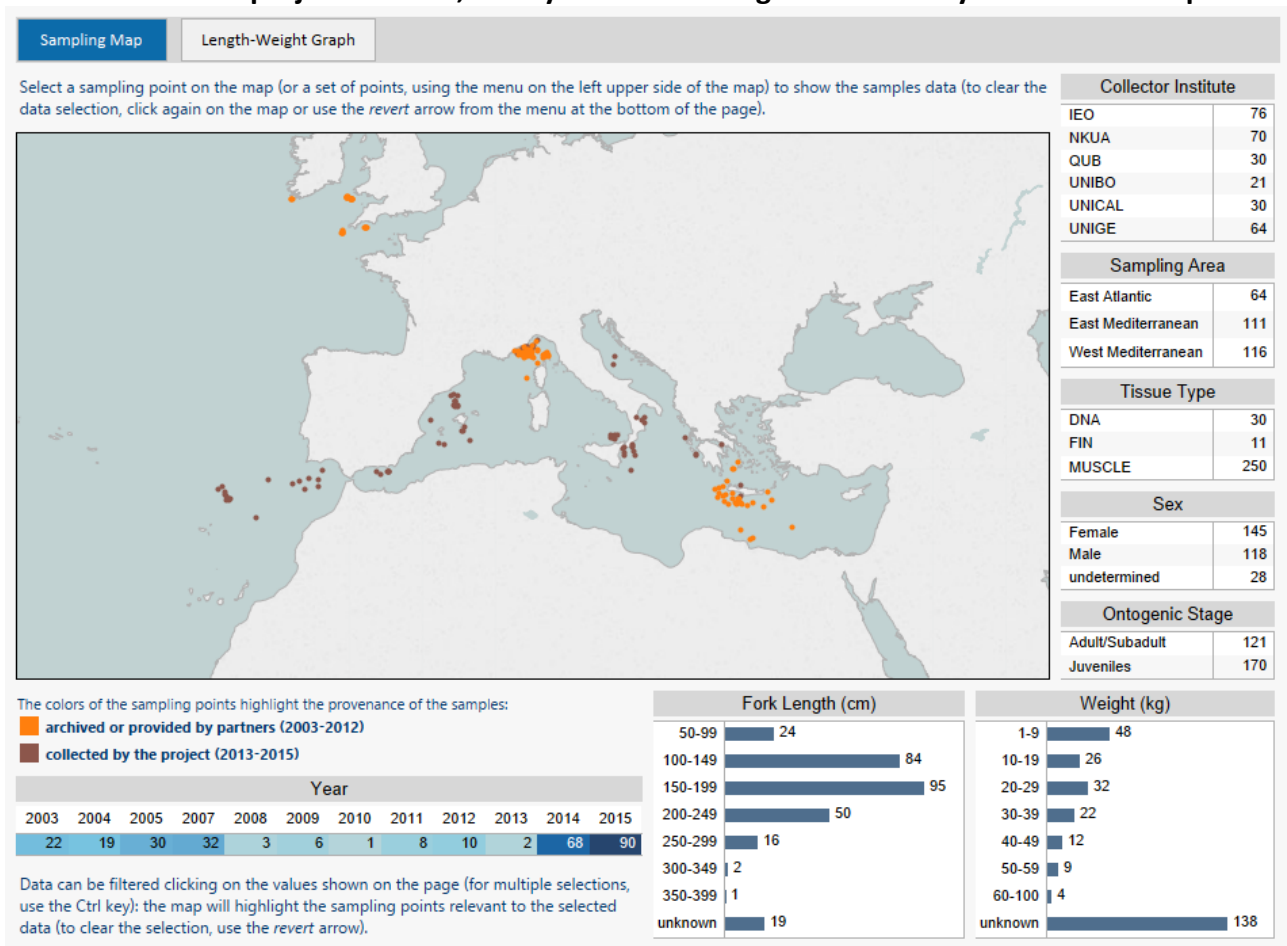 Sampling Map
Length-Weight Graph
Select a sampling point on the map (or a set of points, using the menu on the left upper side of the map) to show the samples data (to clear the
data selection, click again on the map or use the revert arrow from the menu at the bottom of the page).
Collector Institute
IEO 76
NKUA 70
QUB 30
UNIBO 21
UNICAL 30
UNIGE 64
Sampling Area
East Atlantic 64
East Mediterranean 111
West Mediterranean 116
Tissue Type
DNA 30
FIN 11
MUSCLE 250
Sex
Female 145
Male 118
undetermined 28
Ontogenic Stage
Adult/Subadult 121
Juveniles 170
The colors of the sampling points highlight the provenance of the samples:
archived or provided by partners (2003-2012)
collected by the project (2013-2015)
Year
2003 2004 2005 2007 2008 2009 2010 2011 2012 2013 2014 2015
22 19 30 32 3 6 1 8 10 2 68 90
Data can be filtered clicking on the values shown on the page (for multiple selections,
use the Ctrl key): the map will highlight the sampling points relevant to the selected
data (to clear the selection, use the revert arrow).
Fork Length (cm)
50-99 24
100-149 84
150-199 95
200-249 50
250-299 16
300-349 2
350-399 1
unknown 19
Weight (kg)
1-9 48
10-19 26
20-29 32
30-39 22
40-49 12
50-59 9
60-100 4
unknown 138